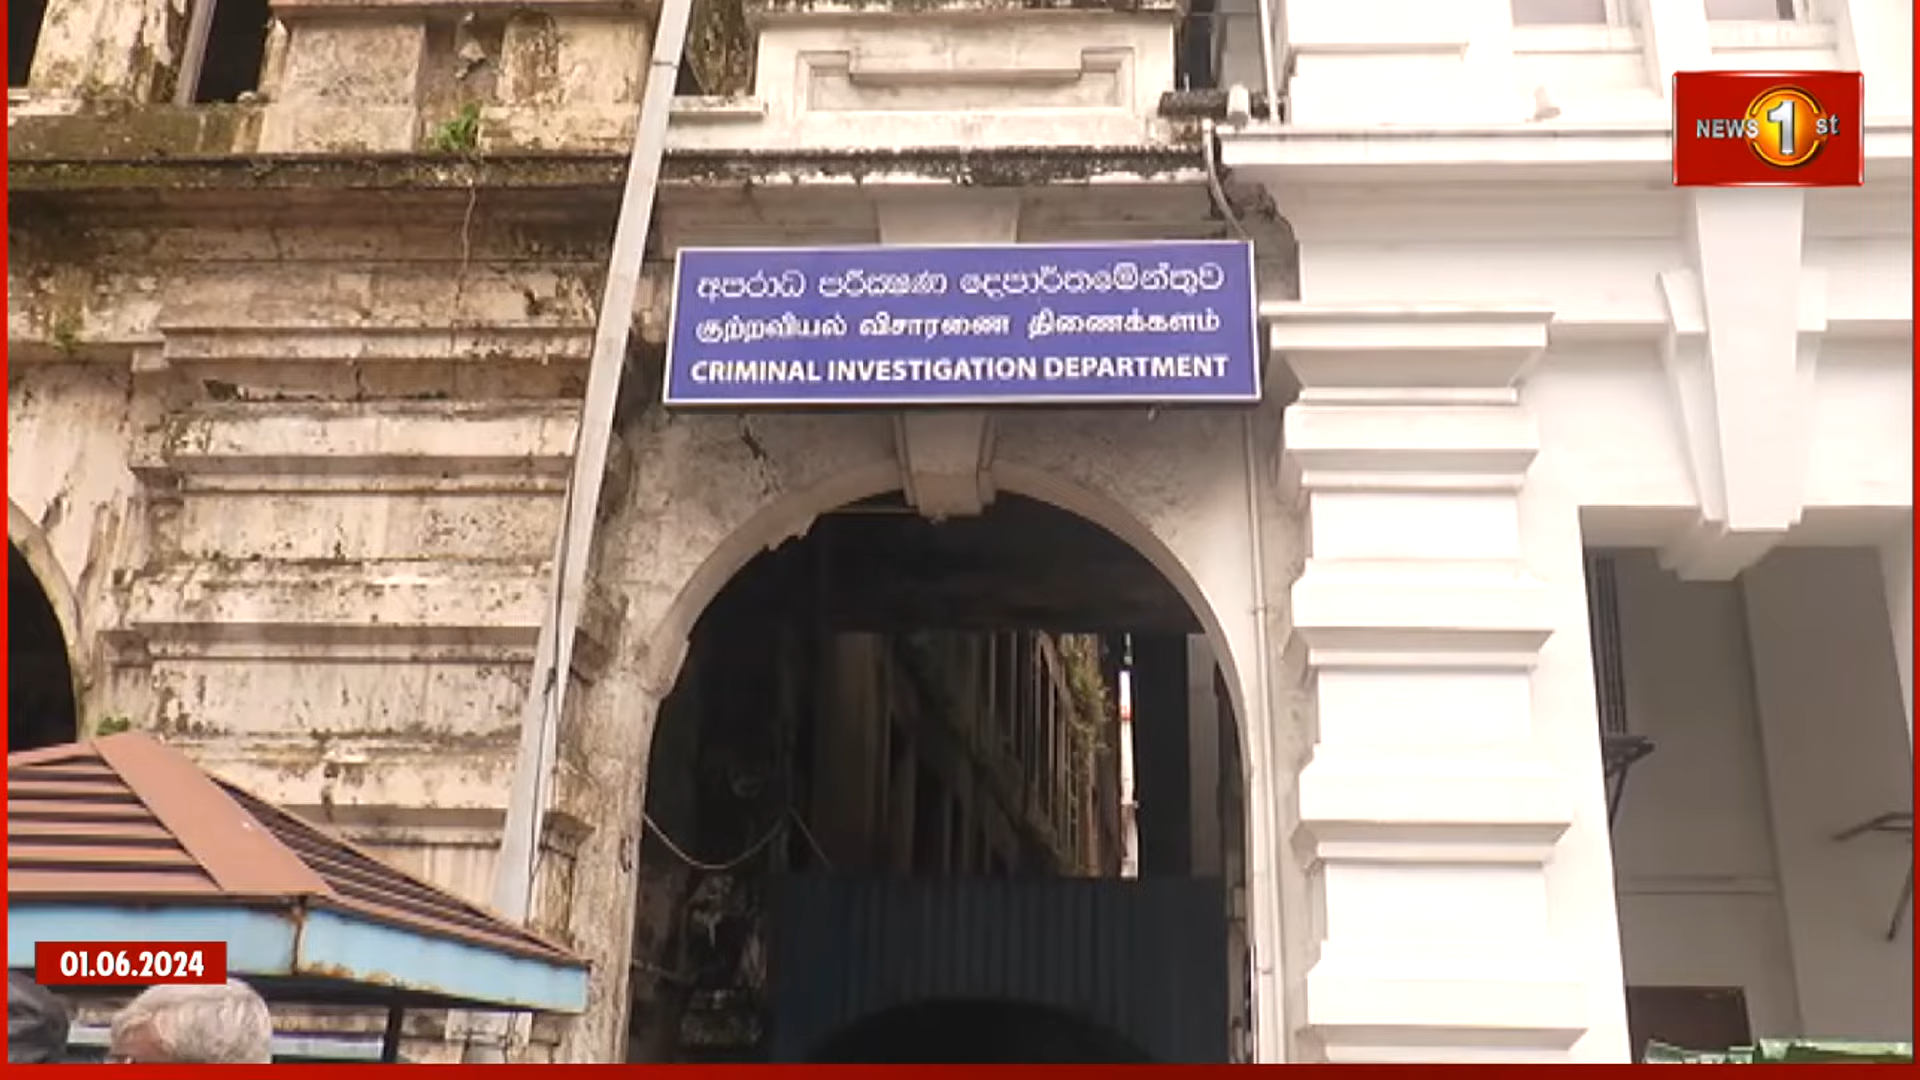 NEWS 1st
අපරාධ පරීක්ෂණ දෙපාර්තමේන්තුව
குற்றவியல் விசாரணை திணைக்களம்
CRIMINAL INVESTIGATION DEPARTMENT
01.06.2024